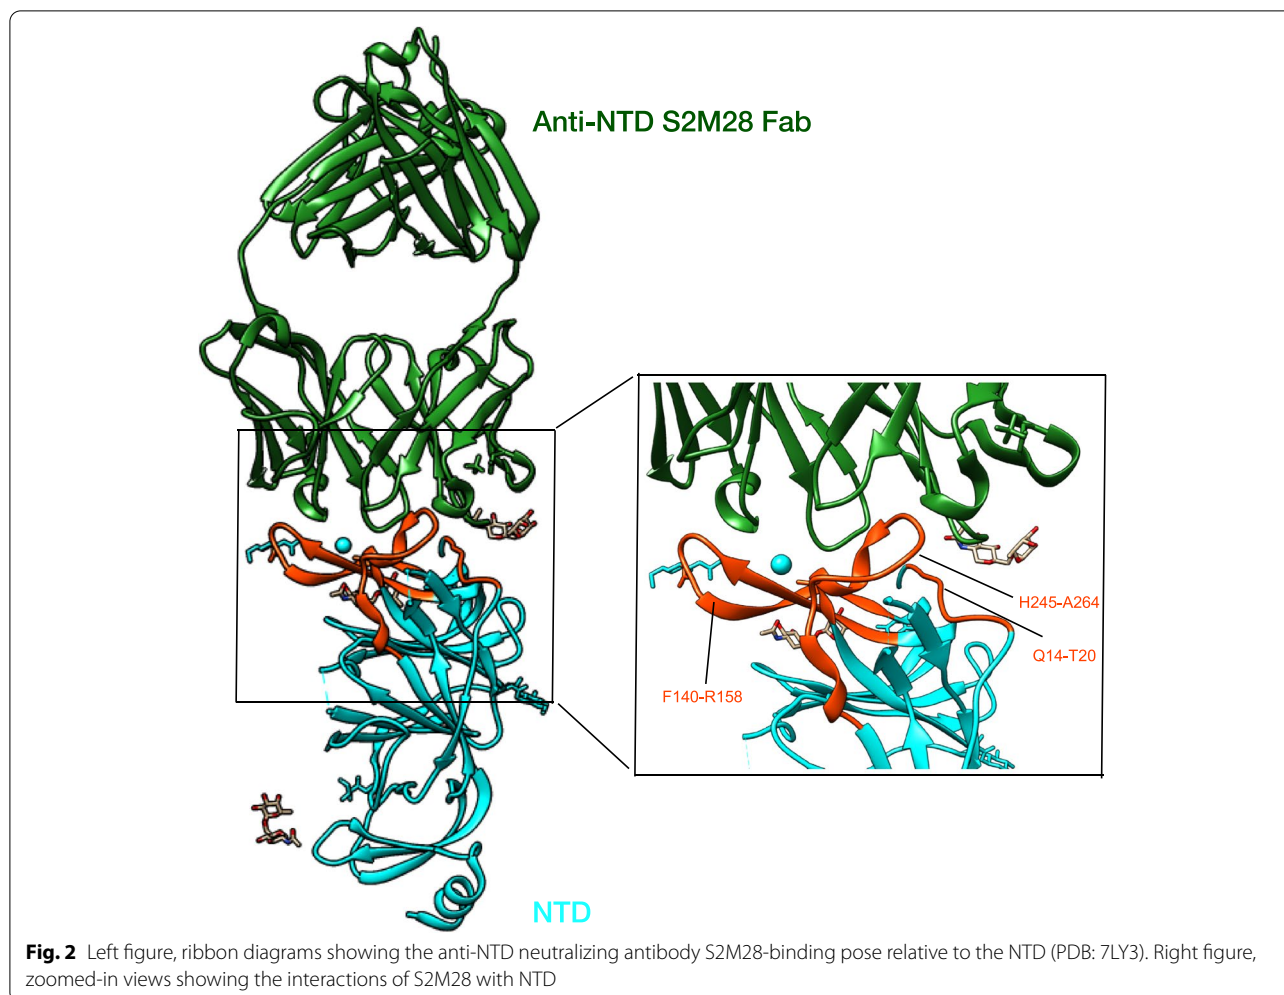 Anti-NTD S2M28 Fab
H245-A264
Q14-T20
F140-R158
NTD
Fig. 2 Left figure, ribbon diagrams showing the anti-NTD neutralizing antibody S2M28-binding pose relative to the NTD (PDB: 7LY3). Right figure,
zoomed-in views showing the interactions of S2M28 with NTD